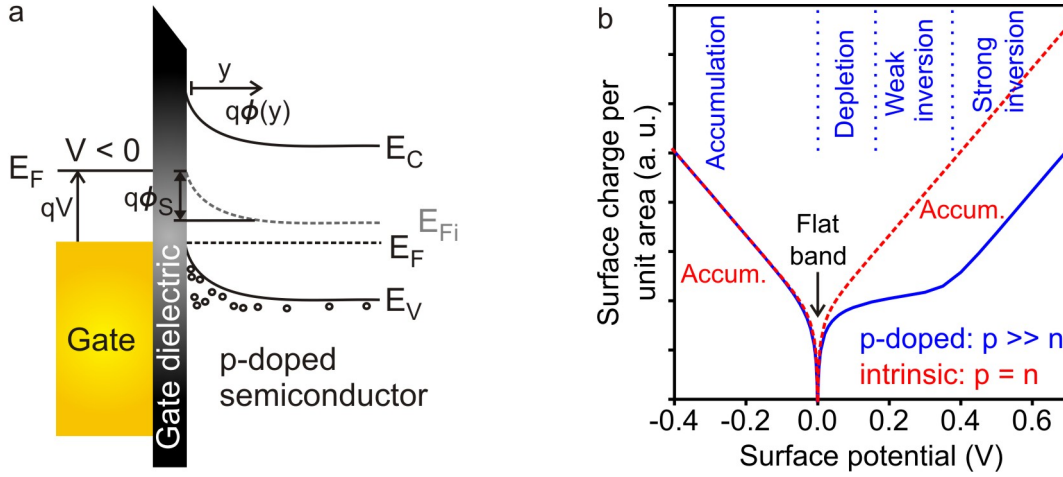 a
y
qϕ(y)
V < 0
E_F
E_C
qV
qϕ_S
E_Fi
E_F
E_V
Gate
Gate dielectric
p-doped
semiconductor
b
Surface charge per
unit area (a. u.)
Accumulation
Depletion
Weak
inversion
Strong
inversion
Accum.
Flat
band
Accum.
p-doped: p >> n
intrinsic: p = n
-0.4 -0.2 0.0 0.2 0.4 0.6
Surface potential (V)